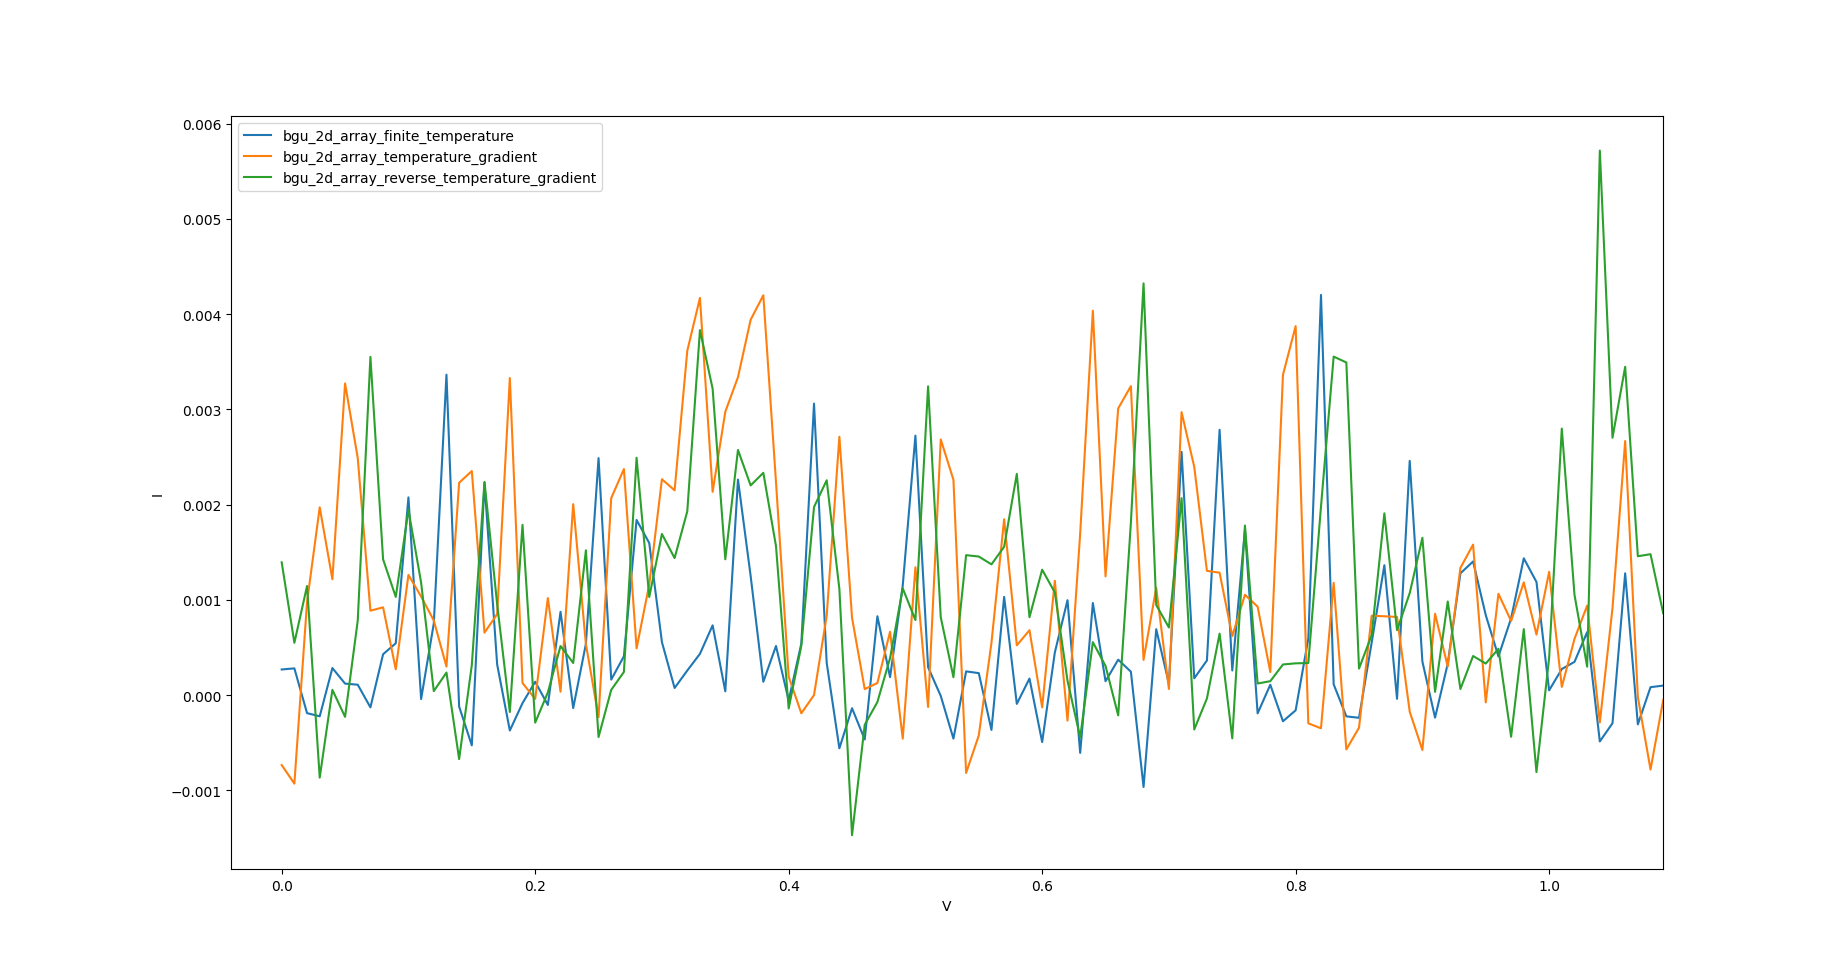 bgu_2d_array_finite_temperature
bgu_2d_array_temperature_gradient
bgu_2d_array_reverse_temperature_gradient
0.006
0.005
0.004
0.003
0.002
0.001
0.000
−0.001
I
0.0 0.2 0.4 0.6 0.8 1.0
V